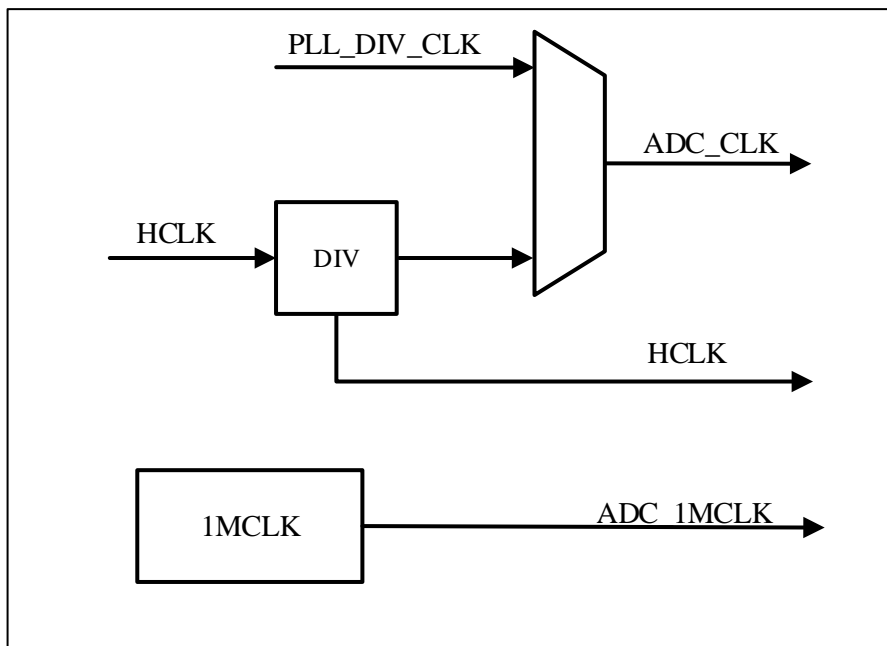 PLL_DIV_CLK
ADC_CLK
HCLK
DIV
HCLK
1MCLK
ADC_1MCLK